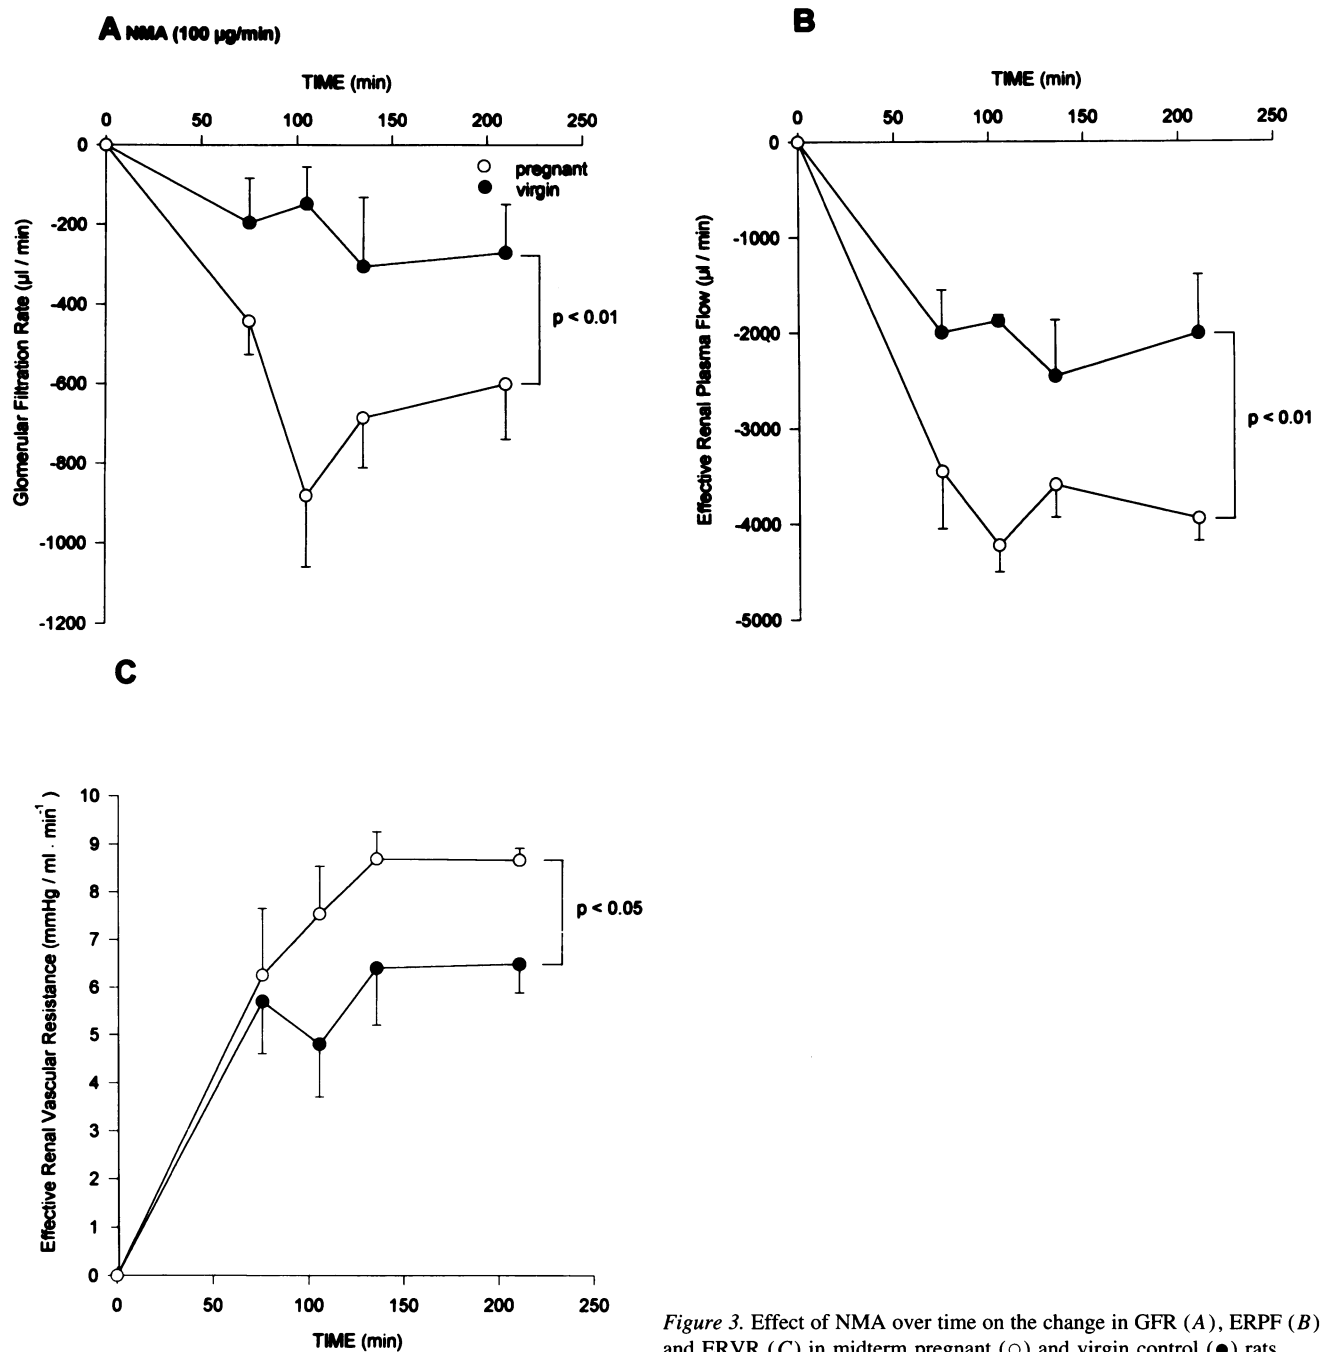 A NMA (100 µg/min)
TIME (min)
0 50 100 150 200 250
0
-200
-400
-600
-800
-1000
-1200
Glomerular Filtration Rate (µl / min)
pregnant
virgin
p < 0.01
B
TIME (min)
0 50 100 150 200 250
0
-1000
-2000
-3000
-4000
-5000
Effective Renal Plasma Flow (µl / min)
p < 0.01
C
10
9
8
7
6
5
4
3
2
1
0
Effective Renal Vascular Resistance (mmHg / ml . min-1 )
p < 0.05
0 50 100 150 200 250
TIME (min)
Figure 3. Effect of NMA over time on the change in GFR (A), ERPF (B)
and ERVR (C) in midterm pregnant (○) and virgin control (●) rats